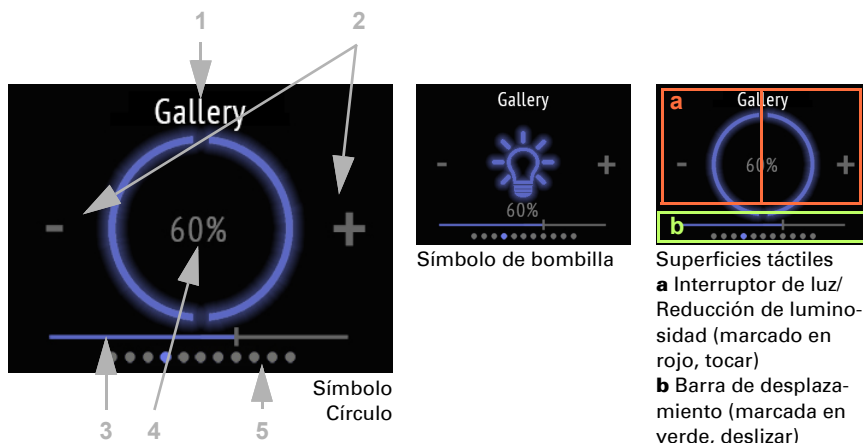 1
2
Gallery
-
60%
+
Símbolo
Círculo
3
4
5
Gallery
-
+
60%
Símbolo de bombilla
a
Gallery
-
60%
+
b
Superficies táctiles
a Interruptor de luz/
Reducción de lumino-
sidad (marcado en
rojo, tocar)
b Barra de desplaza-
miento (marcada en
verde, deslizar)